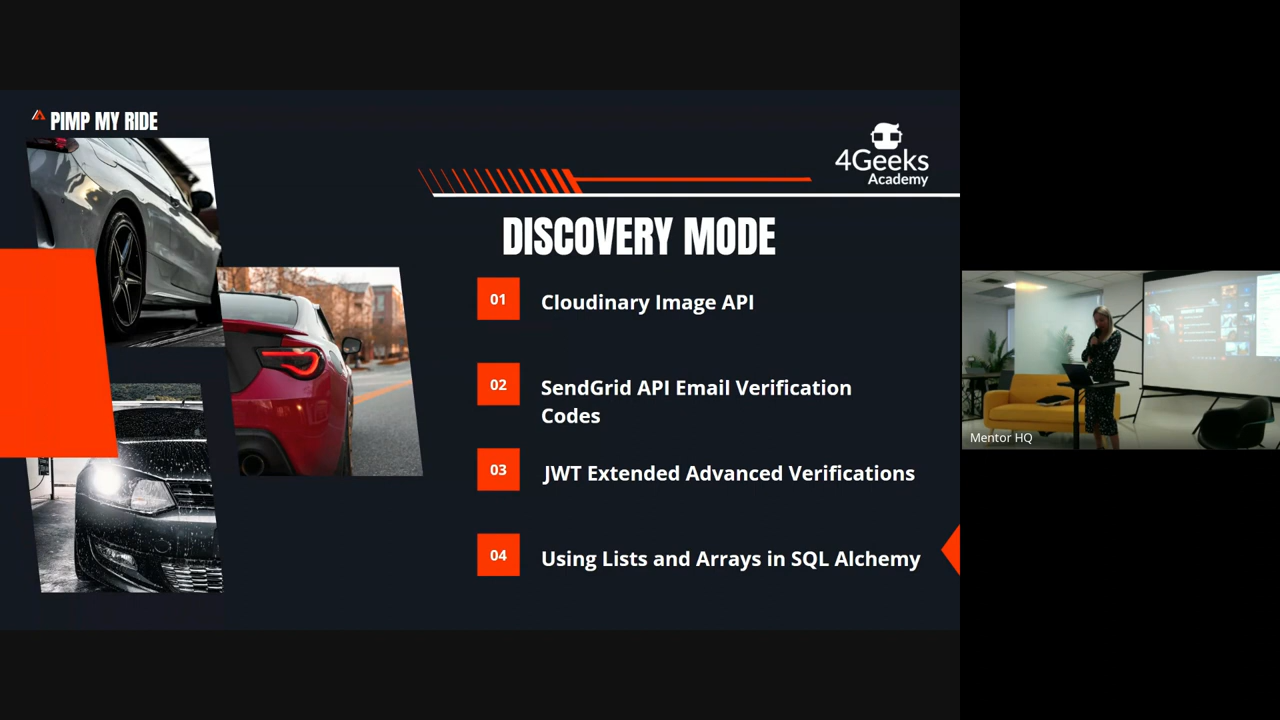 PIMP MY RIDE
4Geeks
Academy
DISCOVERY MODE
01
Cloudinary Image API
02
SendGrid API Email Verification
Codes
03
JWT Extended Advanced Verifications
04
Using Lists and Arrays in SQL Alchemy
Mentor HQ